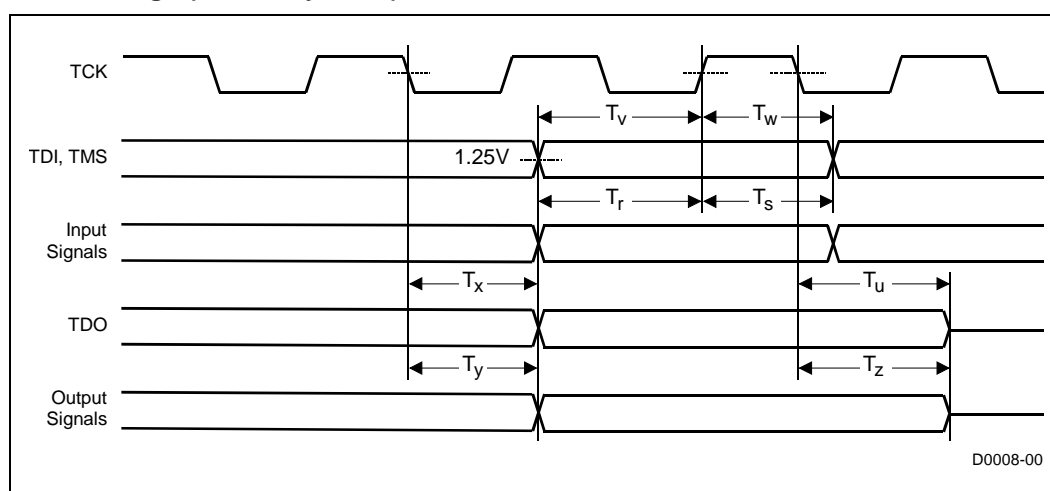 TCK
Tv
Tw
TDI, TMS
1.25V
Tr
Ts
Input
Signals
Tx
Tu
TDO
Ty
Tz
Output
Signals
D0008-00